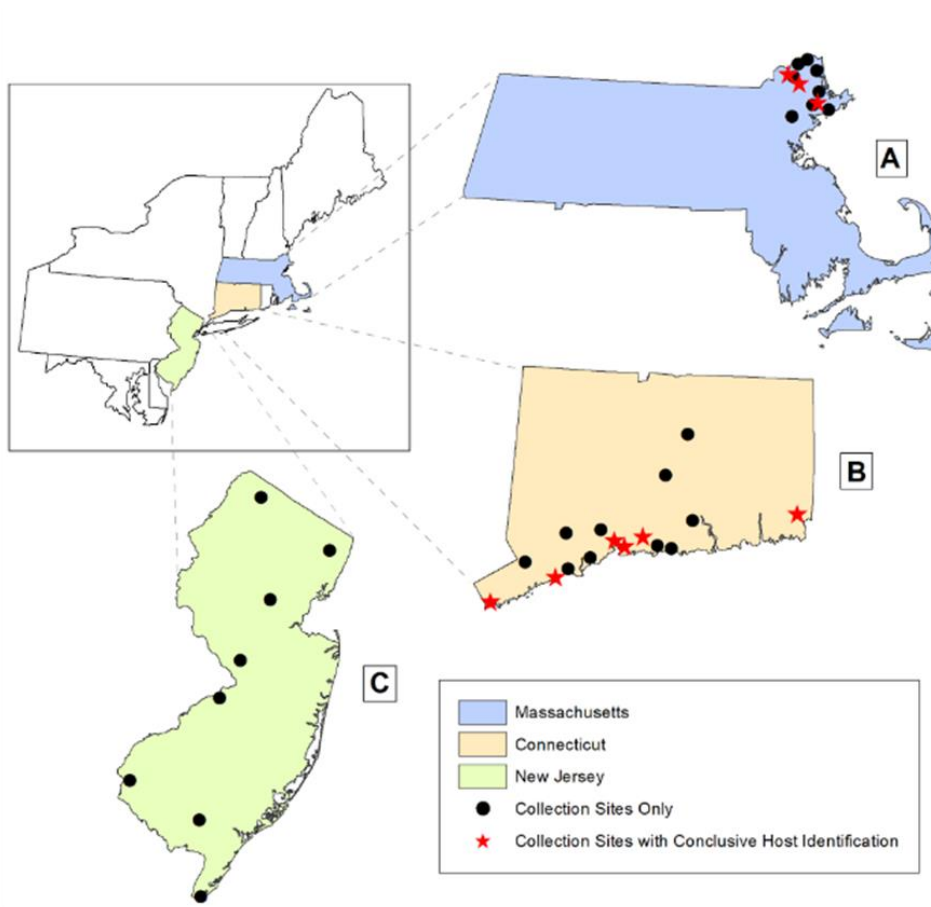 A
B
C
Massachusetts
Connecticut
New Jersey
Collection Sites Only
Collection Sites with Conclusive Host Identification